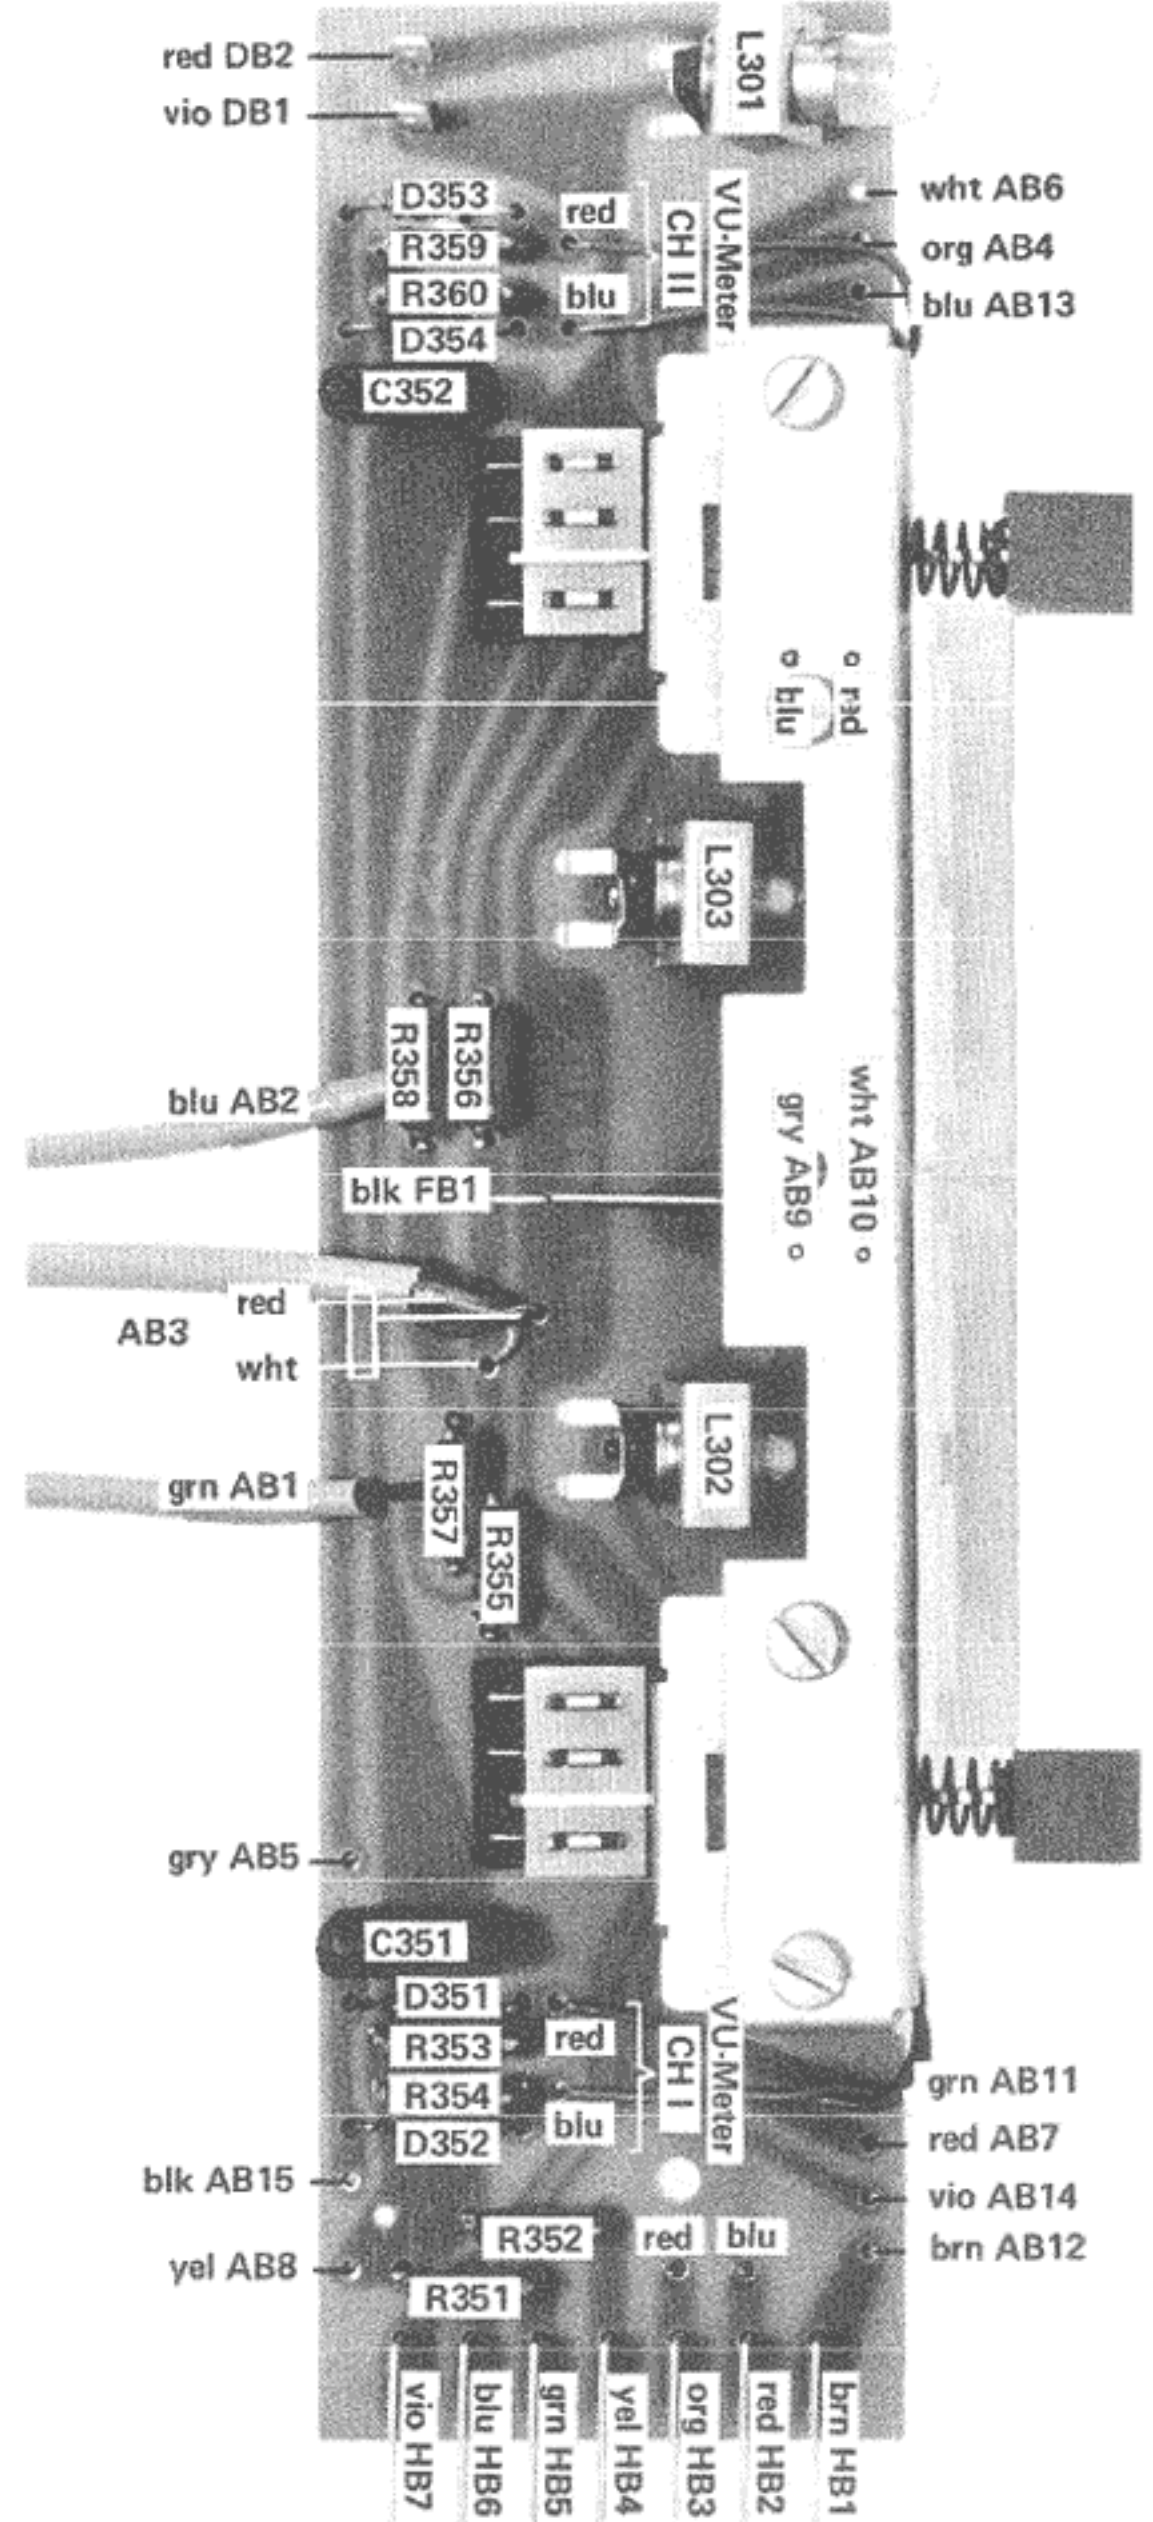 red DB2
vio DB1
L301
D353
R359
R360
D354
C352
red
blu
CH II
VU-Meter
wht AB6
org AB4
blu AB13
blu
red
L303
R358
R356
blu AB2
blk FB1
gry AB9
wht AB10
red
AB3
wht
L302
grn AB1
R357
R355
gry AB5
C351
D351
R353
R354
D352
red
blu
CH I
VU-Meter
grn AB11
red AB7
vio AB14
brn AB12
blk AB15
yel AB8
R352
R351
red
blu
vio HB7
blu HB6
grn HB5
yel HB4
org HB3
red HB2
brn HB1